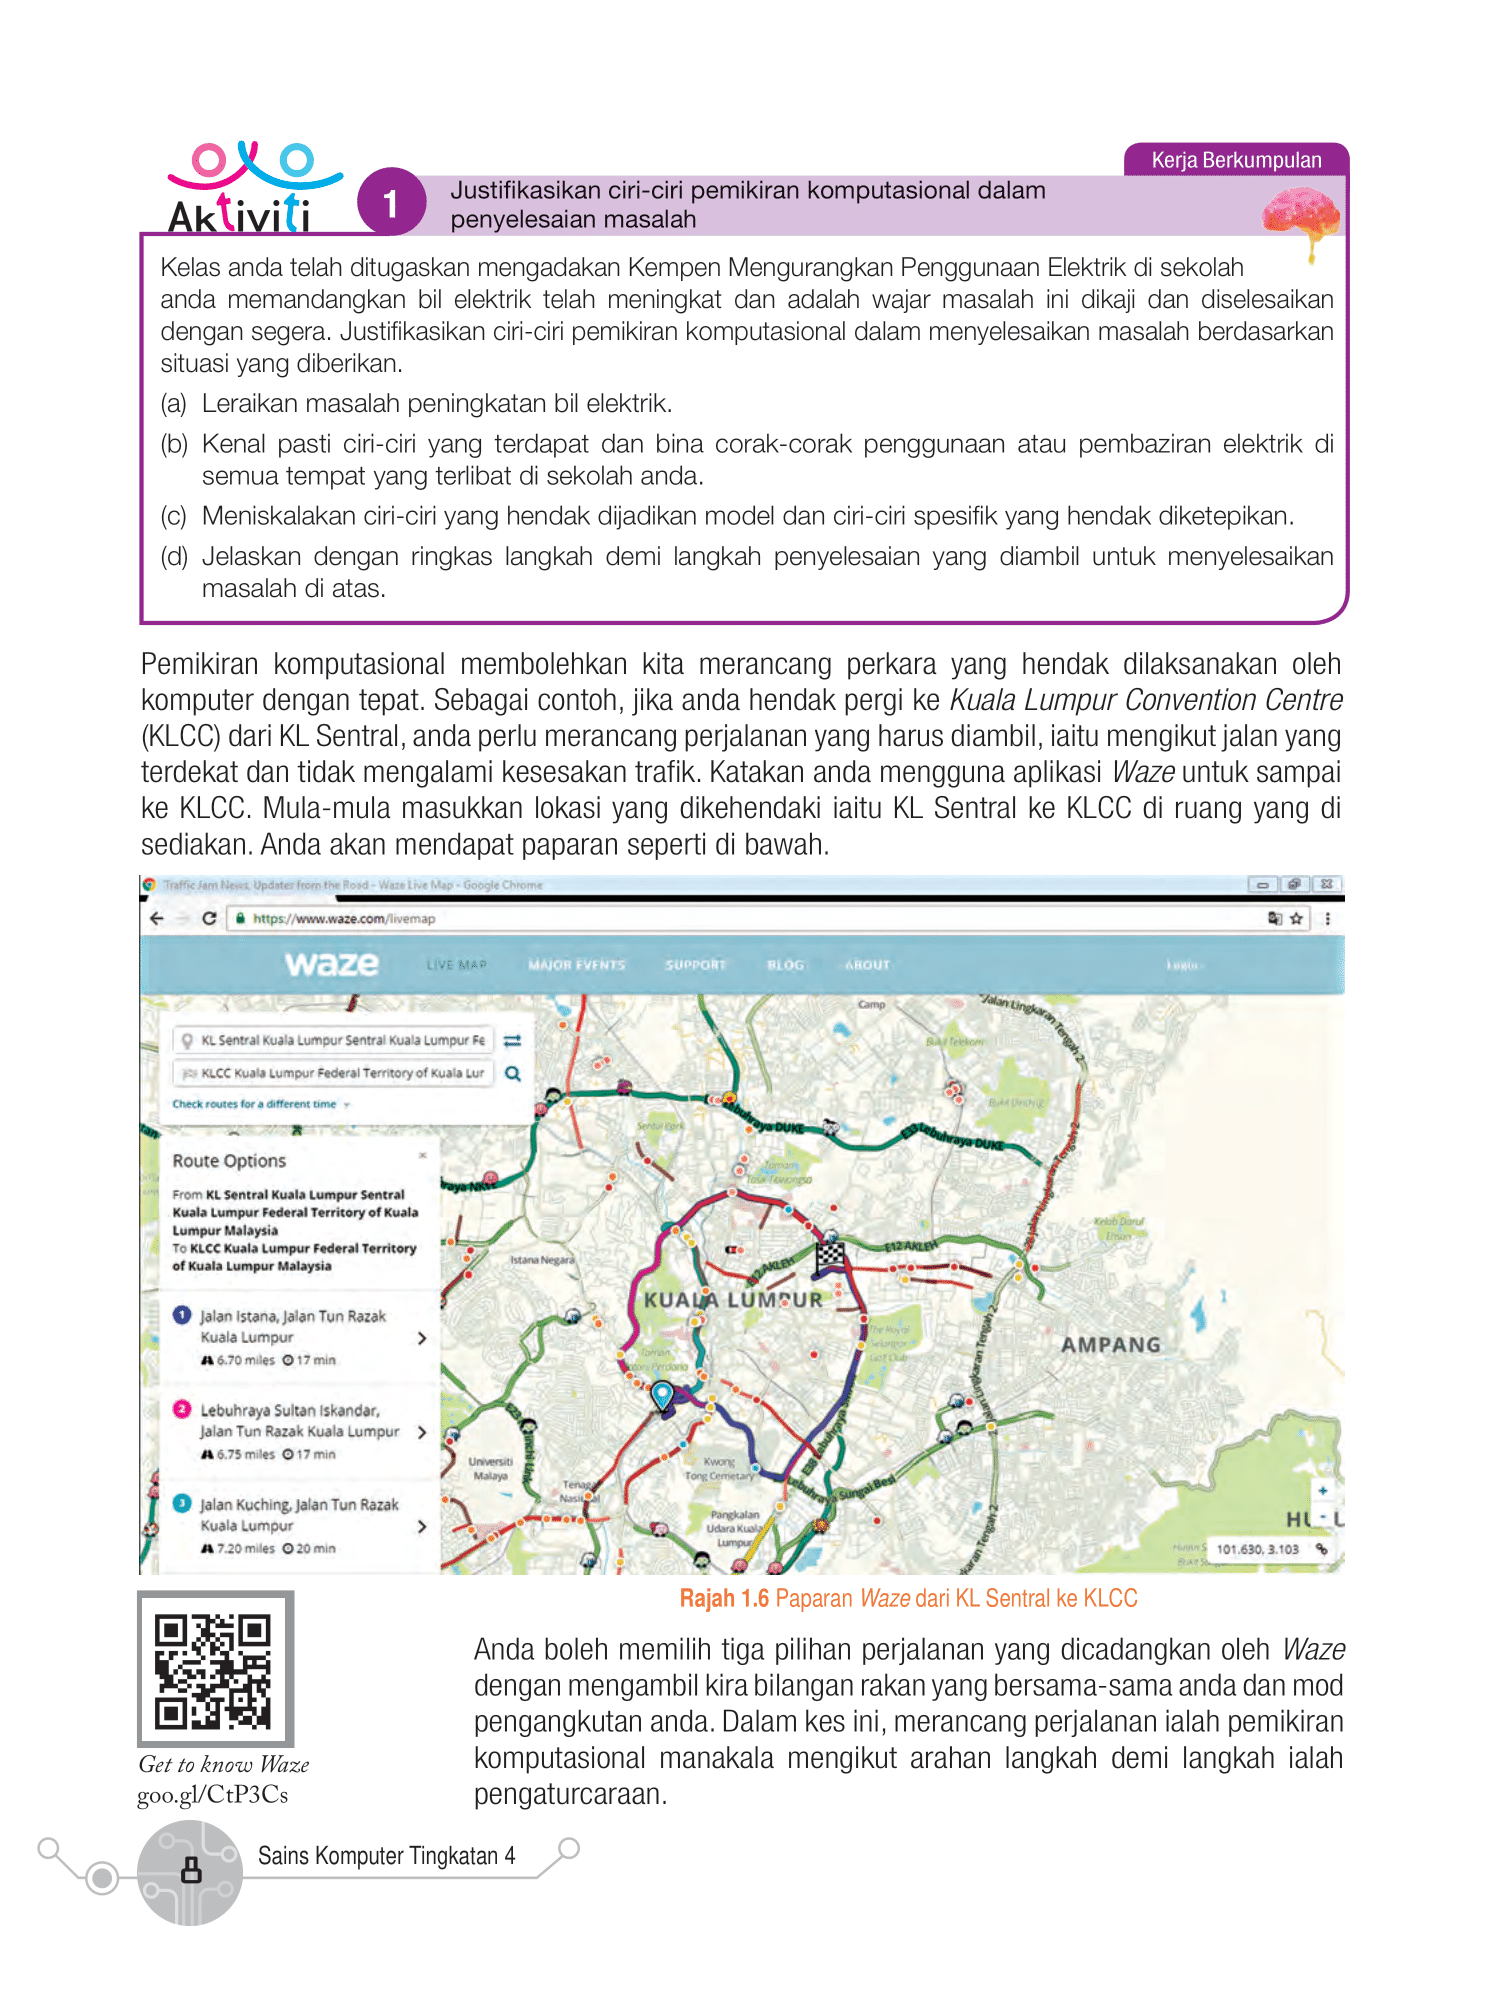 Kerja Berkumpulan
Aktiviti
1
Justifikasikan ciri-ciri pemikiran komputasional dalam
penyelesaian masalah
Kelas anda telah ditugaskan mengadakan Kempen Mengurangkan Penggunaan Elektrik di sekolah
anda memandangkan bil elektrik telah meningkat dan adalah wajar masalah ini dikaji dan diselesaikan
dengan segera. Justifikasikan ciri-ciri pemikiran komputasional dalam menyelesaikan masalah berdasarkan
situasi yang diberikan.
(a) Leraikan masalah peningkatan bil elektrik.
(b) Kenal pasti ciri-ciri yang terdapat dan bina corak-corak penggunaan atau pembaziran elektrik di
semua tempat yang terlibat di sekolah anda.
(c) Meniskalakan ciri-ciri yang hendak dijadikan model dan ciri-ciri spesifik yang hendak diketepikan.
(d) Jelaskan dengan ringkas langkah demi langkah penyelesaian yang diambil untuk menyelesaikan
masalah di atas.
Pemikiran komputasional membolehkan kita merancang perkara yang hendak dilaksanakan oleh
komputer dengan tepat. Sebagai contoh, jika anda hendak pergi ke Kuala Lumpur Convention Centre
(KLCC) dari KL Sentral, anda perlu merancang perjalanan yang harus diambil, iaitu mengikut jalan yang
terdekat dan tidak mengalami kesesakan trafik. Katakan anda mengguna aplikasi Waze untuk sampai
ke KLCC. Mula-mula masukkan lokasi yang dikehendaki iaitu KL Sentral ke KLCC di ruang yang di
sediakan. Anda akan mendapat paparan seperti di bawah.
Traffic Jam News, Updates from the Road - Waze Live Map - Google Chrome
https://www.waze.com/livemap
waze
LIVE MAP
MAJOR EVENTS
SUPPORT
BLOG
ABOUT
Login
KL Sentral Kuala Lumpur Sentral Kuala Lumpur Fe
KLCC Kuala Lumpur Federal Territory of Kuala Lur
Check routes for a different time
Route Options
From KL Sentral Kuala Lumpur Sentral
Kuala Lumpur Federal Territory of Kuala
Lumpur Malaysia
To KLCC Kuala Lumpur Federal Territory
of Kuala Lumpur Malaysia
1 Jalan Istana, Jalan Tun Razak
Kuala Lumpur
6.70 miles 17 min
2 Lebuhraya Sultan Iskandar,
Jalan Tun Razak Kuala Lumpur
6.75 miles 17 min
3 Jalan Kuching, Jalan Tun Razak
Kuala Lumpur
7.20 miles 20 min
Camp
Jalan Lingkaran Tengah 2
Bukit Telekom
Lebuhraya DUKE
E33 Lebuhraya DUKE
Istana Negara
E12 AKLEH
E12 AKLEH
KUALA LUMPUR
AMPANG
Universiti
Malaya
Tenaga
Nasional
Kwong
Tong Cemetary
Lebuhraya Sungai Besi
Pangkalan
Udara Kuala
Lumpur
101.630, 3.103
Rajah 1.6 Paparan Waze dari KL Sentral ke KLCC
Anda boleh memilih tiga pilihan perjalanan yang dicadangkan oleh Waze
dengan mengambil kira bilangan rakan yang bersama-sama anda dan mod
pengangkutan anda. Dalam kes ini, merancang perjalanan ialah pemikiran
komputasional manakala mengikut arahan langkah demi langkah ialah
pengaturcaraan.
Get to know Waze
goo.gl/CtP3Cs
8
Sains Komputer Tingkatan 4